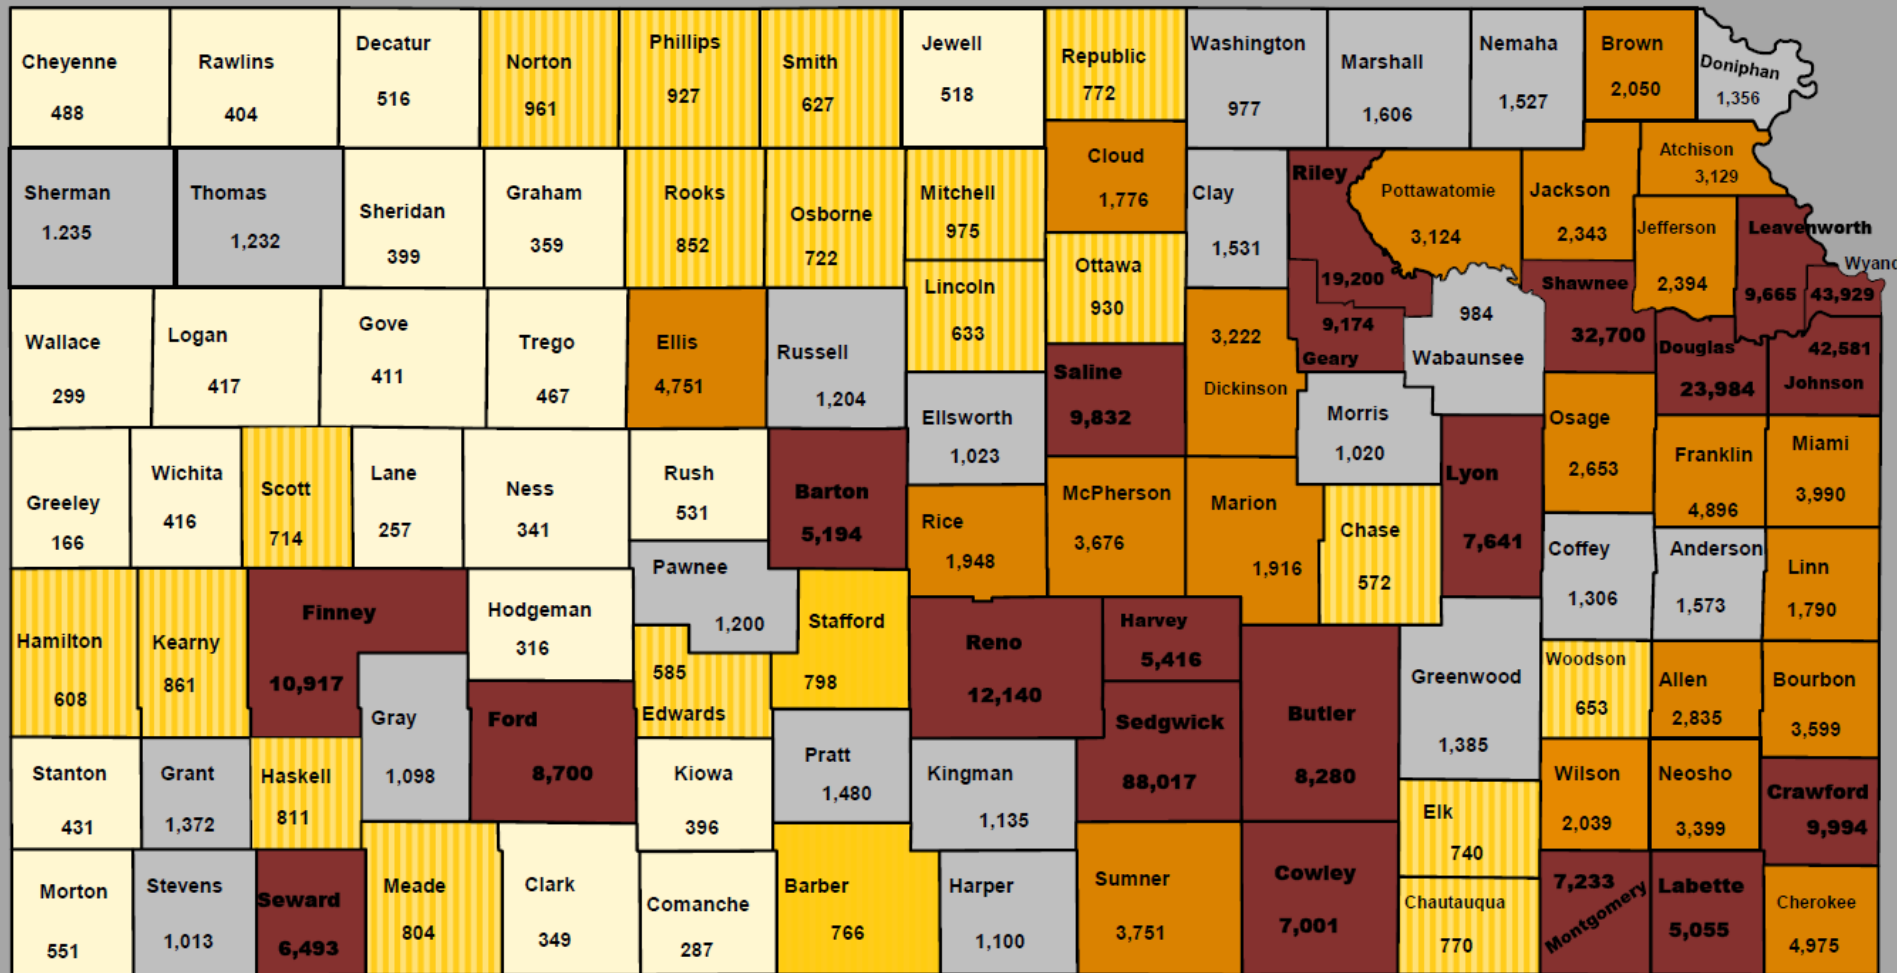 Cheyenne
488
Rawlins
404
Decatur
516
Norton
961
Phillips
927
Smith
627
Jewell
518
Republic
772
Washington
977
Marshall
1,606
Nemaha
1,527
Brown
2,050
Doniphan
1,356
Sherman
1.235
Thomas
1,232
Sheridan
399
Graham
359
Rooks
852
Osborne
722
Mitchell
975
Cloud
1,776
Clay
1,531
Riley
19,200
Pottawatomie
3,124
Jackson
2,343
Atchison
3,129
Jefferson
2,394
Leavenworth
9,665
Wyand
43,929
Wallace
299
Logan
417
Gove
411
Trego
467
Ellis
4,751
Russell
1,204
Lincoln
633
Ottawa
930
3,222
Dickinson
9,174
Geary
984
Wabaunsee
Shawnee
32,700
Douglas
23,984
42,581
Johnson
Ellsworth
1,023
Saline
9,832
Morris
1,020
Osage
2,653
Franklin
4,896
Miami
3,990
Greeley
166
Wichita
416
Scott
714
Lane
257
Ness
341
Rush
531
Barton
5,194
Rice
1,948
McPherson
3,676
Marion
1,916
Chase
572
Lyon
7,641
Coffey
1,306
Anderson
1,573
Linn
1,790
Hamilton
608
Kearny
861
Finney
10,917
Hodgeman
316
Pawnee
1,200
Stafford
798
585
Edwards
Reno
12,140
Harvey
5,416
Sedgwick
88,017
Butler
8,280
Greenwood
1,385
Woodson
653
Allen
2,835
Bourbon
3,599
Stanton
431
Grant
1,372
Haskell
811
Gray
1,098
Ford
8,700
Kiowa
396
Pratt
1,480
Kingman
1,135
Elk
740
Wilson
2,039
Neosho
3,399
Crawford
9,994
Morton
551
Stevens
1,013
Seward
6,493
Meade
804
Clark
349
Comanche
287
Barber
766
Harper
1,100
Sumner
3,751
Cowley
7,001
Chautauqua
770
7,233
Montgomery
Labette
5,055
Cherokee
4,975